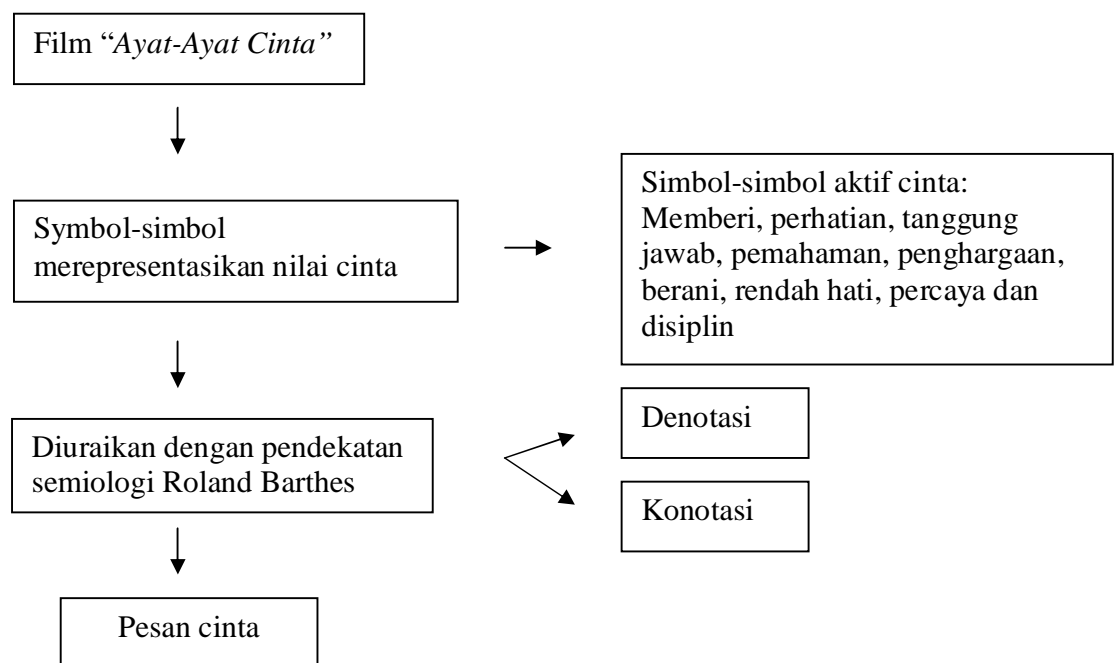 Film “Ayat-Ayat Cinta”
Symbol-simbol
merepresentasikan nilai cinta
Simbol-simbol aktif cinta:
Memberi, perhatian, tanggung
jawab, pemahaman, penghargaan,
berani, rendah hati, percaya dan
disiplin
Diuraikan dengan pendekatan
semiologi Roland Barthes
Denotasi
Konotasi
Pesan cinta